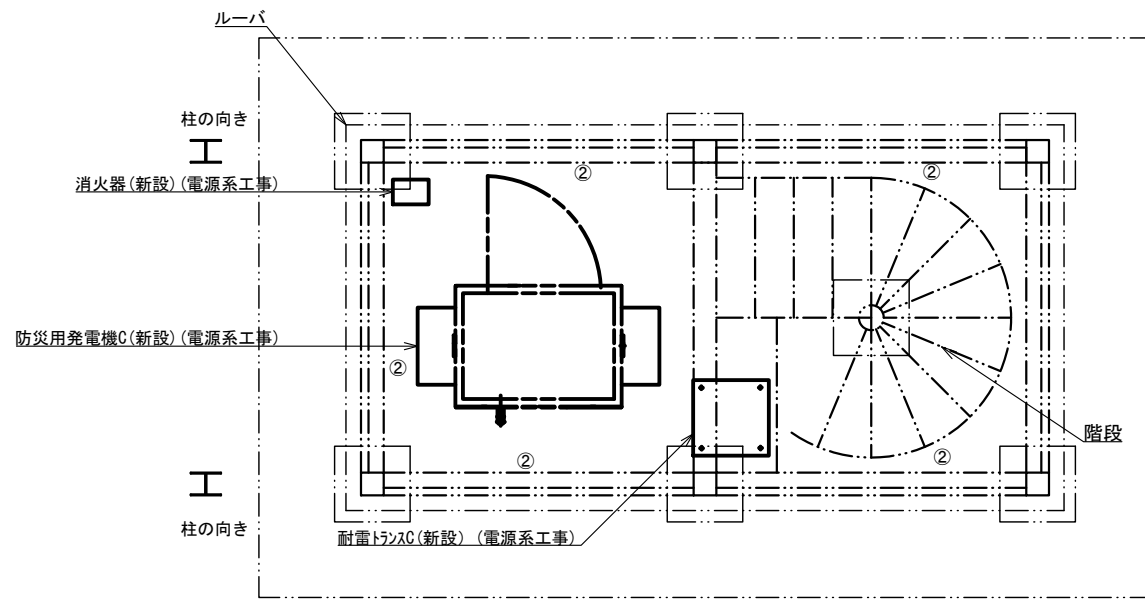 ルーバ
柱の向き
②
②
消火器(新設)(電源系工事)
防災用発電機C(新設)(電源系工事)
②
階段
②
②
柱の向き
耐雷トランスC(新設) (電源系工事)